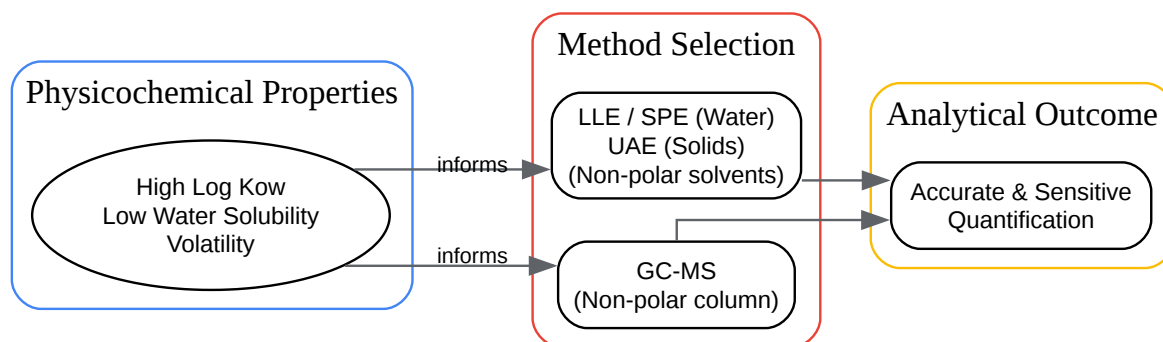 Physicochemical Properties
High Log Kow
Low Water Solubility
Volatility
informs
informs
Method Selection
LLE / SPE (Water)
UAE (Solids)
(Non-polar solvents)
GC-MS
(Non-polar column)
Analytical Outcome
Accurate & Sensitive
Quantification